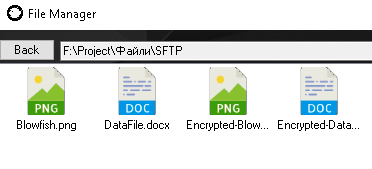 File Manager
Back F:\Project\Файли\SFTP
PNG DOC PNG DOC
Blowfish.png DataFile.docx Encrypted-Blow... Encrypted-Data...